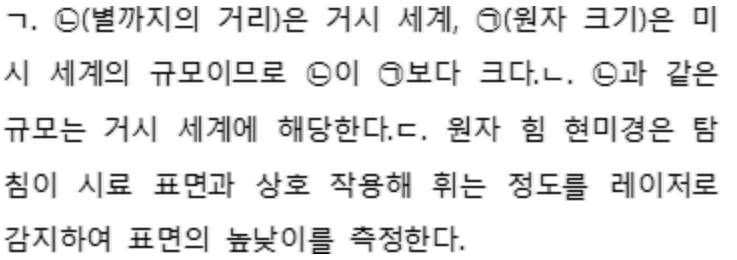 ㄱ. ㉡(별까지의 거리)은 거시 세계, ㉠(원자 크기)은 미
시 세계의 규모이므로 ㉡이 ㉠보다 크다.ㄴ. ㉡과 같은
규모는 거시 세계에 해당한다.ㄷ. 원자 힘 현미경은 탐
침이 시료 표면과 상호 작용해 휘는 정도를 레이저로
감지하여 표면의 높낮이를 측정한다.